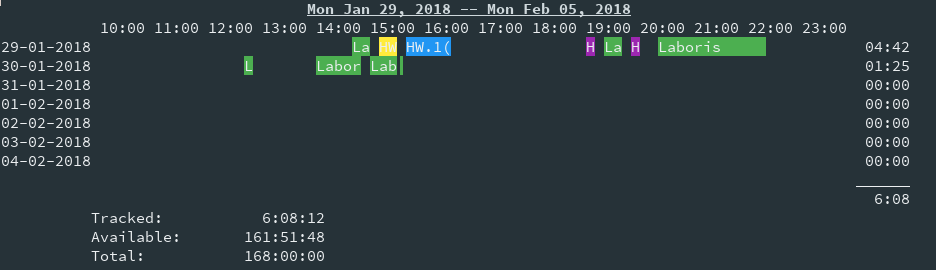 Mon Jan 29, 2018 -- Mon Feb 05, 2018
10:00 11:00 12:00 13:00 14:00 15:00 16:00 17:00 18:00 19:00 20:00 21:00 22:00 23:00
29-01-2018 La HW HW.1( H La H Laboris 04:42
30-01-2018 L Labor Lab 01:25
31-01-2018 00:00
01-02-2018 00:00
02-02-2018 00:00
03-02-2018 00:00
04-02-2018 00:00
6:08
Tracked: 6:08:12
Available: 161:51:48
Total: 168:00:00